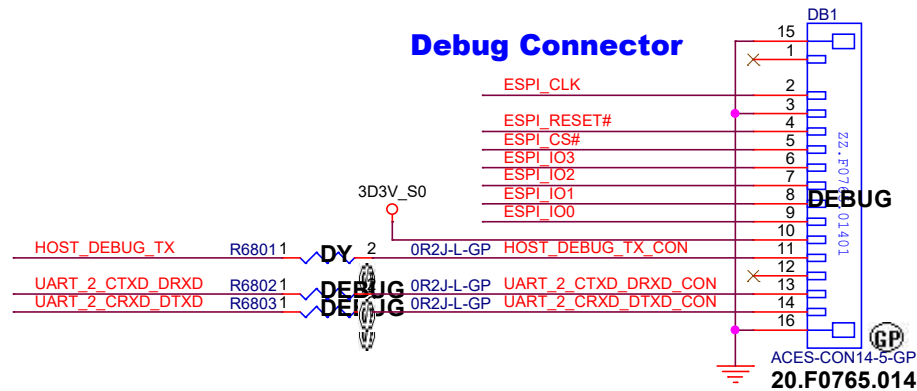 DB1
Debug Connector
15
1
ESPI_CLK 2
3
ESPI_RESET# 4
ESPI_CS# 5
ESPI_IO3 6
ESPI_IO2 7
ESPI_IO1 8
ESPI_IO0 9
3D3V_S0
10
HOST_DEBUG_TX R6801 1 DY 2 0R2J-L-GP HOST_DEBUG_TX_CON 11
12
UART_2_CTXD_DRXD R6802 1 DEBUG 0R2J-L-GP UART_2_CTXD_DRXD_CON 13
UART_2_CRXD_DTXD R6803 1 DEBUG 0R2J-L-GP UART_2_CRXD_DTXD_CON 14
16
DEBUG
GP
ACES-CON14-5-GP
20.F0765.014